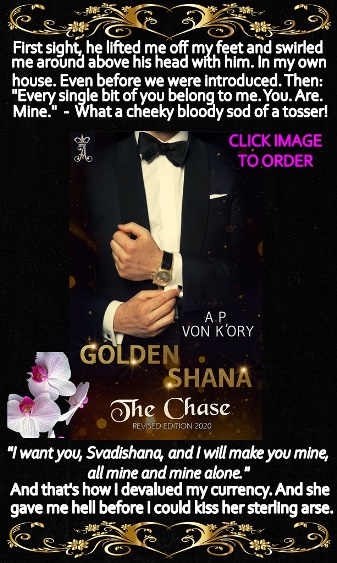 First sight, he lifted me off my feet and swirled
me around above his head with him. In my own
house. Even before we were introduced. Then:
"Every single bit of you belong to me. You. Are.
Mine." - What a cheeky bloody sod of a tosser!
CLICK IMAGE
TO ORDER
A P
VON K'ORY
GOLDEN
SHANA
The Chase
REVISED EDITION 2020
"I want you, Svadishana, and I will make you mine,
all mine and mine alone."
And that's how I devalued my currency. And she
gave me hell before I could kiss her sterling arse.